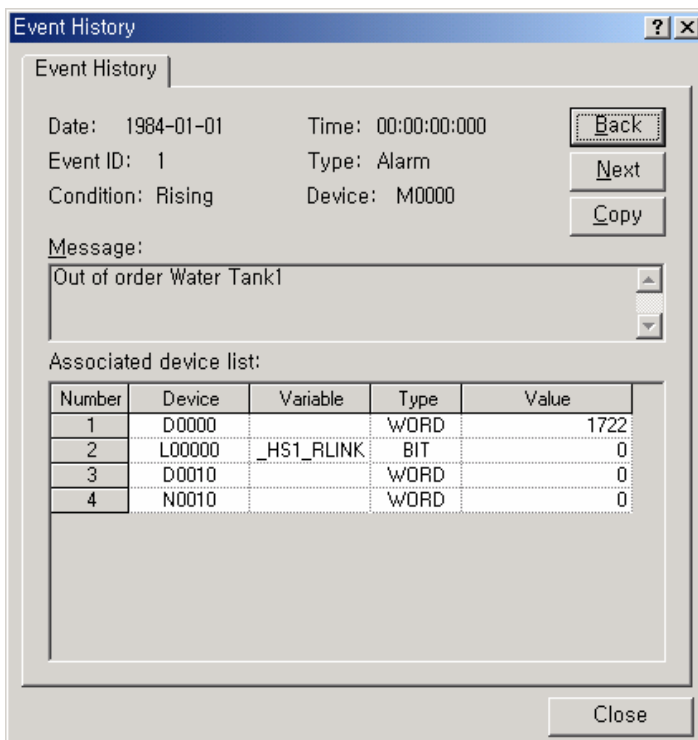 Event History
Event History
Date: 1984-01-01 Time: 00:00:00:000 Back
Event ID: 1 Type: Alarm Next
Condition: Rising Device: M0000 Copy
Message:
Out of order Water Tank1
Associated device list:
Number Device Variable Type Value
1 D0000 WORD 1722
2 L00000 _HS1_RLINK BIT 0
3 D0010 WORD 0
4 N0010 WORD 0
Close